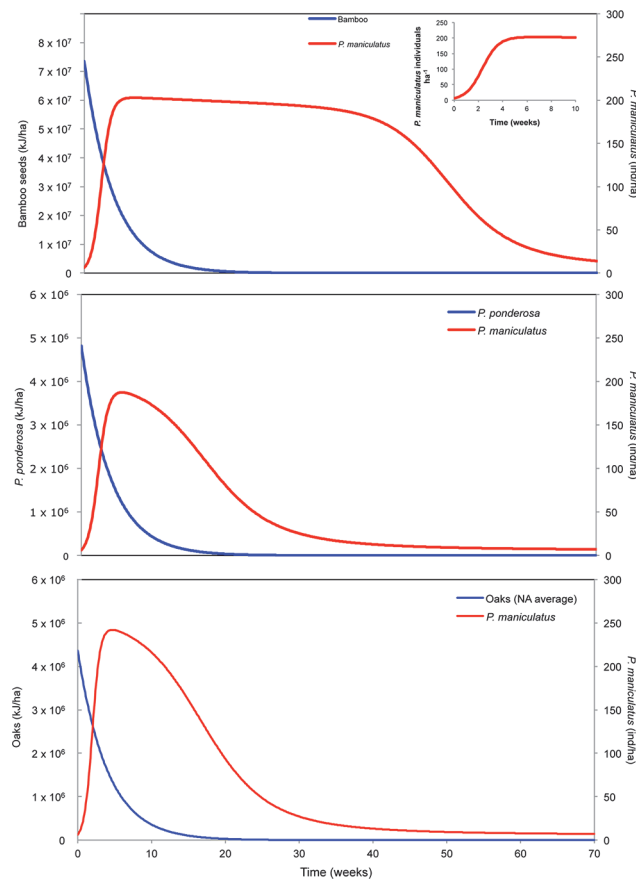 Bamboo
P. maniculatus
Bamboo seeds (kJ/ha)
9 x 10⁷
8 x 10⁷
7 x 10⁷
6 x 10⁷
5 x 10⁷
4 x 10⁷
3 x 10⁷
2 x 10⁷
1 x 10⁷
0
P. maniculatus individuals
ha⁻¹
250
200
150
100
50
0
0 2 4 6 8 10
Time (weeks)
300
250
200
150
100
50
0
P. maniculatus (ind/ha)
P. ponderosa
P. maniculatus
P. ponderosa (kJ/ha)
6 x 10⁶
5 x 10⁶
4 x 10⁶
3 x 10⁶
2 x 10⁶
1 x 10⁶
0
300
250
200
150
100
50
0
P. maniculatus (ind/ha)
Oaks (NA average)
P. maniculatus
Oaks (kJ/ha)
6 x 10⁶
5 x 10⁶
4 x 10⁶
3 x 10⁶
2 x 10⁶
1 x 10⁶
0
300
250
200
150
100
50
0
P. maniculatus (ind/ha)
0 10 20 30 40 50 60 70
Time (weeks)